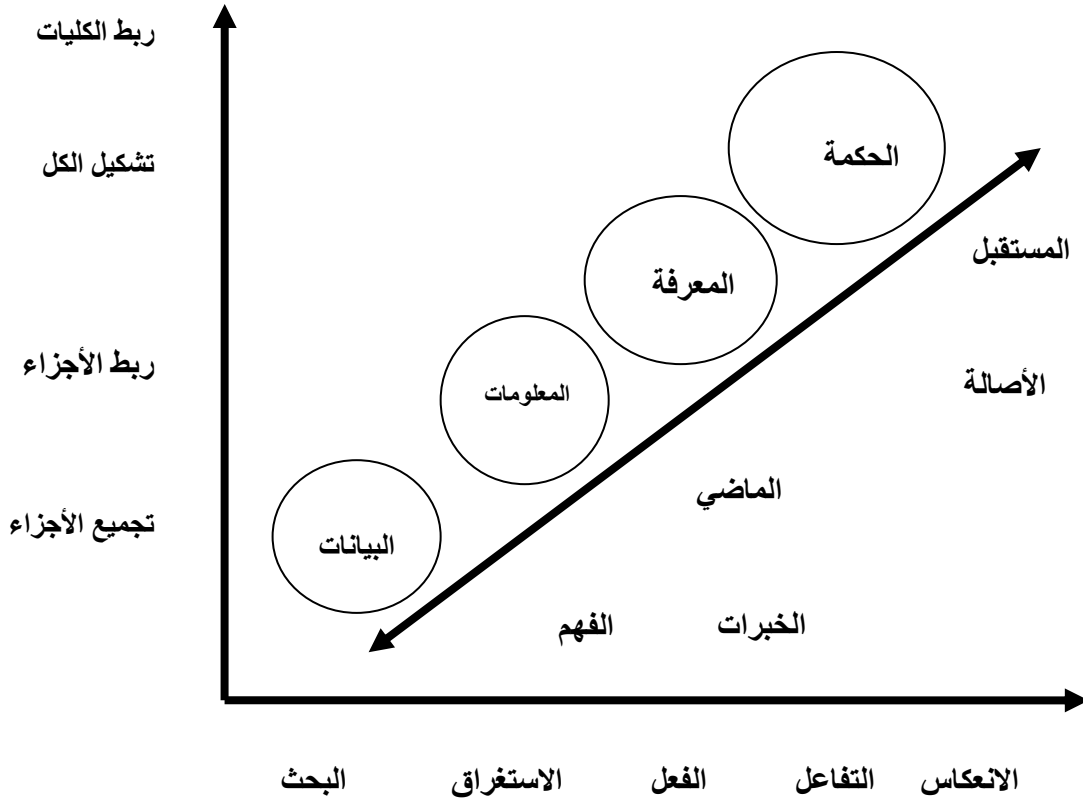 ربط الكليات
تشكيل الكل
ربط الأجزاء
تجميع الأجزاء
الحكمة
المعرفة
المعلومات
البيانات
المستقبل
الأصالة
الماضي
الخبرات
الفهم
الانعكاس
التفاعل
الفعل
الاستغراق
البحث